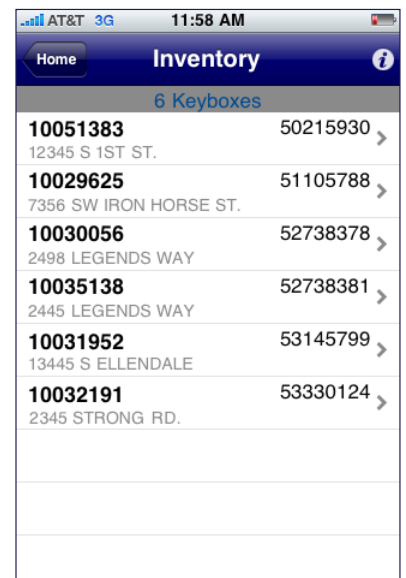 AT&T 3G 11:58 AM
Home Inventory
6 Keyboxes
10051383 50215930
12345 S 1ST ST.
10029625 51105788
7356 SW IRON HORSE ST.
10030056 52738378
2498 LEGENDS WAY
10035138 52738381
2445 LEGENDS WAY
10031952 53145799
13445 S ELLENDALE
10032191 53330124
2345 STRONG RD.